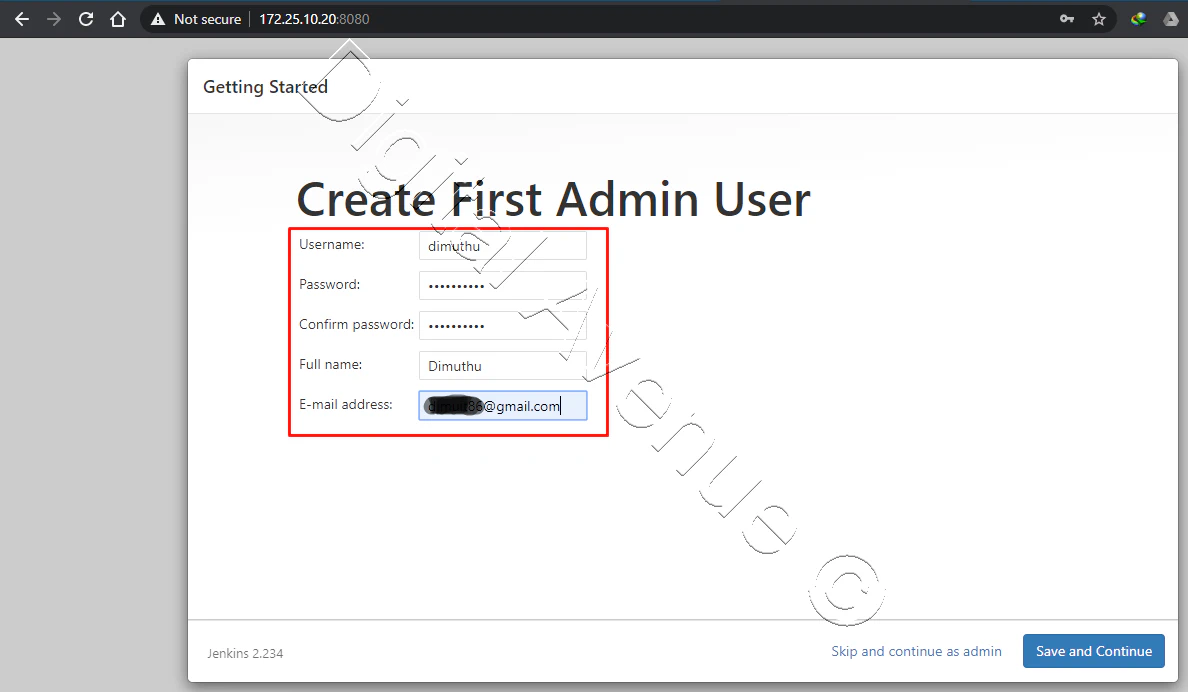 Not secure | 172.25.10.20:8080
Getting Started
Create First Admin User
Username: dimuthu
Password: ••••••••••
Confirm password: ••••••••••
Full name: Dimuthu
E-mail address: @gmail.com
Digital Avenue ©
Jenkins 2.234
Skip and continue as admin
Save and Continue